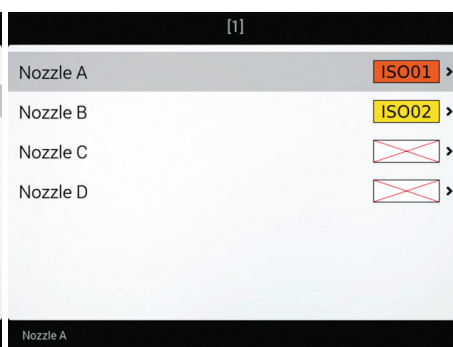 [1]
Nozzle A ISO01 >
Nozzle B ISO02 >
Nozzle C >
Nozzle D >
Nozzle A